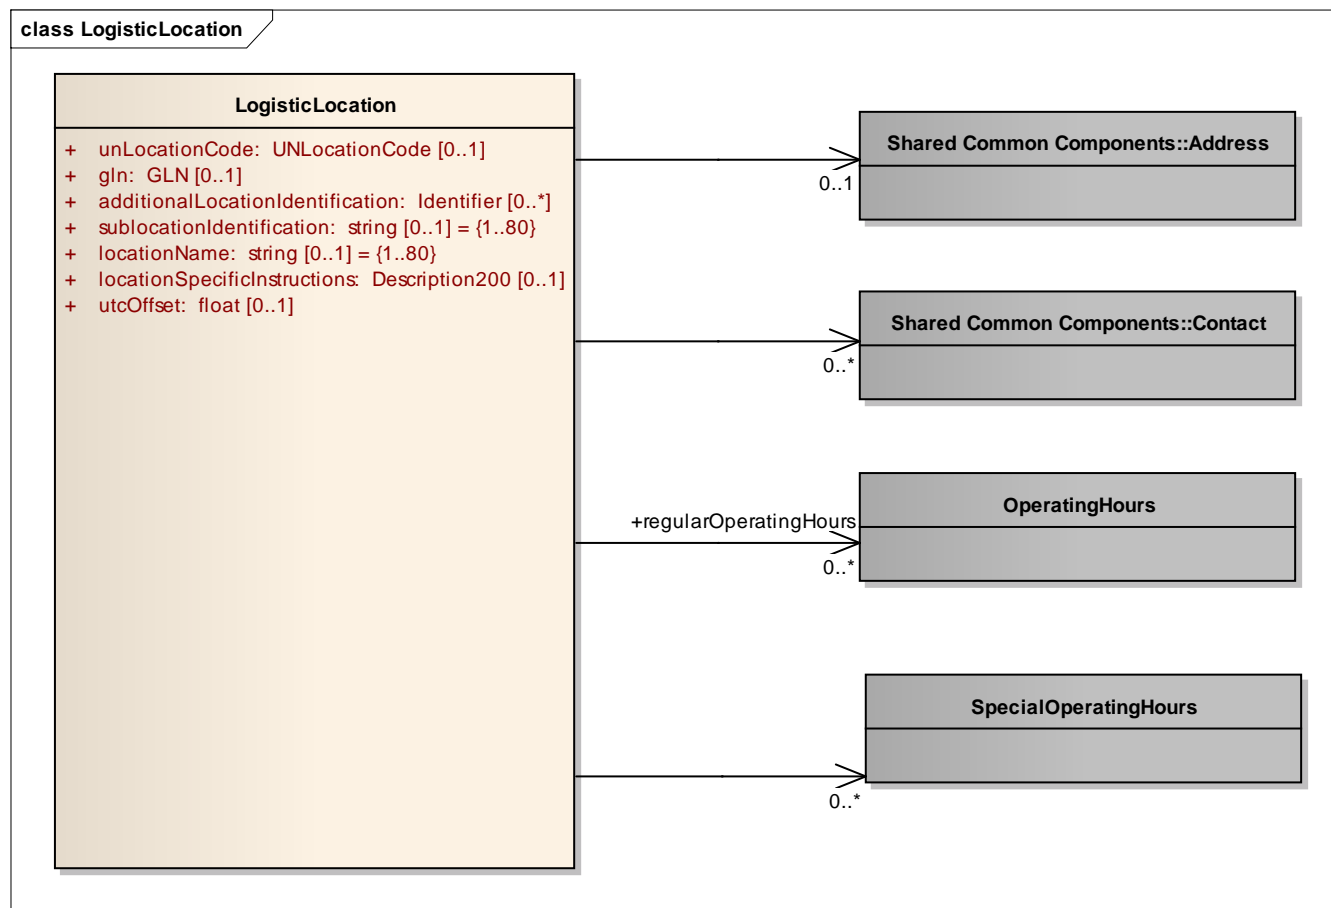 class LogisticLocation
LogisticLocation
+ unLocationCode: UNLocationCode [0..1]
+ gln: GLN [0..1]
+ additionalLocationIdentification: Identifier [0..*]
+ sublocationIdentification: string [0..1] = {1..80}
+ locationName: string [0..1] = {1..80}
+ locationSpecificInstructions: Description200 [0..1]
+ utcOffset: float [0..1]
Shared Common Components::Address
0..1
Shared Common Components::Contact
0..*
OperatingHours
+regularOperatingHours
0..*
SpecialOperatingHours
0..*